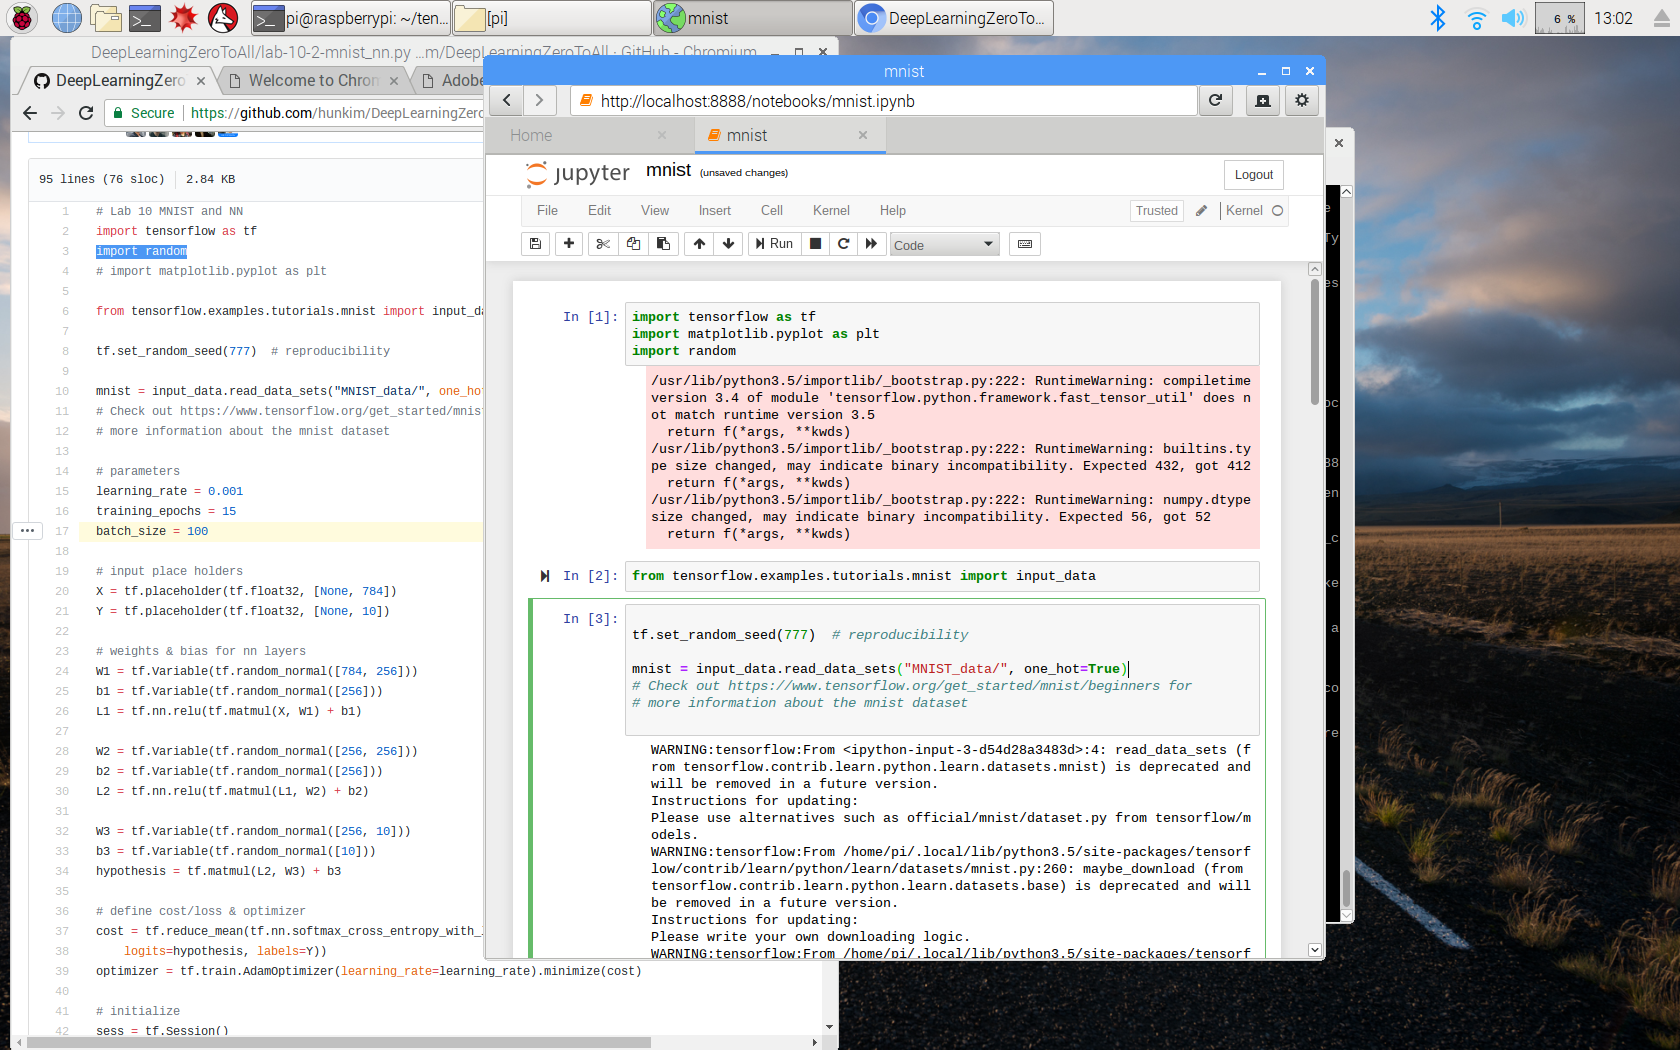 pi@raspberrypi: ~/ten...
[pi]
mnist
DeepLearningZeroTo...
6 %
13:02
DeepLearningZeroToAll/lab-10-2-mnist_nn.py ...m/DeepLearningZeroToAll · GitHub - Chromium
DeepLearningZero
Welcome to Chrom
Adobe
Secure
https://github.com/hunkim/DeepLearningZero
95 lines (76 sloc)
2.84 KB
1 # Lab 10 MNIST and NN
2 import tensorflow as tf
3 import random
4 # import matplotlib.pyplot as plt
5
6 from tensorflow.examples.tutorials.mnist import input_da
7
8 tf.set_random_seed(777)  # reproducibility
9
10 mnist = input_data.read_data_sets("MNIST_data/", one_hot
11 # Check out https://www.tensorflow.org/get_started/mnist
12 # more information about the mnist dataset
13
14 # parameters
15 learning_rate = 0.001
16 training_epochs = 15
17 batch_size = 100
18
19 # input place holders
20 X = tf.placeholder(tf.float32, [None, 784])
21 Y = tf.placeholder(tf.float32, [None, 10])
22
23 # weights & bias for nn layers
24 W1 = tf.Variable(tf.random_normal([784, 256]))
25 b1 = tf.Variable(tf.random_normal([256]))
26 L1 = tf.nn.relu(tf.matmul(X, W1) + b1)
27
28 W2 = tf.Variable(tf.random_normal([256, 256]))
29 b2 = tf.Variable(tf.random_normal([256]))
30 L2 = tf.nn.relu(tf.matmul(L1, W2) + b2)
31
32 W3 = tf.Variable(tf.random_normal([256, 10]))
33 b3 = tf.Variable(tf.random_normal([10]))
34 hypothesis = tf.matmul(L2, W3) + b3
35
36 # define cost/loss & optimizer
37 cost = tf.reduce_mean(tf.nn.softmax_cross_entropy_with_
38 logits=hypothesis, labels=Y))
39 optimizer = tf.train.AdamOptimizer(learning_rate=learning_rate).minimize(cost)
40
41 # initialize
42 sess = tf.Session()
mnist
http://localhost:8888/notebooks/mnist.ipynb
Home
mnist
jupyter
mnist
(unsaved changes)
Logout
File Edit View Insert Cell Kernel Help
Trusted
Kernel
Run
Code
In [1]:
import tensorflow as tf
import matplotlib.pyplot as plt
import random
/usr/lib/python3.5/importlib/_bootstrap.py:222: RuntimeWarning: compiletime
version 3.4 of module 'tensorflow.python.framework.fast_tensor_util' does n
ot match runtime version 3.5
return f(*args, **kwds)
/usr/lib/python3.5/importlib/_bootstrap.py:222: RuntimeWarning: builtins.ty
pe size changed, may indicate binary incompatibility. Expected 432, got 412
return f(*args, **kwds)
/usr/lib/python3.5/importlib/_bootstrap.py:222: RuntimeWarning: numpy.dtype
size changed, may indicate binary incompatibility. Expected 56, got 52
return f(*args, **kwds)
In [2]:
from tensorflow.examples.tutorials.mnist import input_data
In [3]:
tf.set_random_seed(777)  # reproducibility
mnist = input_data.read_data_sets("MNIST_data/", one_hot=True)
# Check out https://www.tensorflow.org/get_started/mnist/beginners for
# more information about the mnist dataset
WARNING:tensorflow:From <ipython-input-3-d54d28a3483d>:4: read_data_sets (f
rom tensorflow.contrib.learn.python.learn.datasets.mnist) is deprecated and
will be removed in a future version.
Instructions for updating:
Please use alternatives such as official/mnist/dataset.py from tensorflow/m
odels.
WARNING:tensorflow:From /home/pi/.local/lib/python3.5/site-packages/tensorf
low/contrib/learn/python/learn/datasets/mnist.py:260: maybe_download (from
tensorflow.contrib.learn.python.learn.datasets.base) is deprecated and will
be removed in a future version.
Instructions for updating:
Please write your own downloading logic.
WARNING:tensorflow:From /home/pi/.local/lib/python3.5/site-packages/tensorf
e
Ty
es
oc
88
en
_c
ke
a
co
re